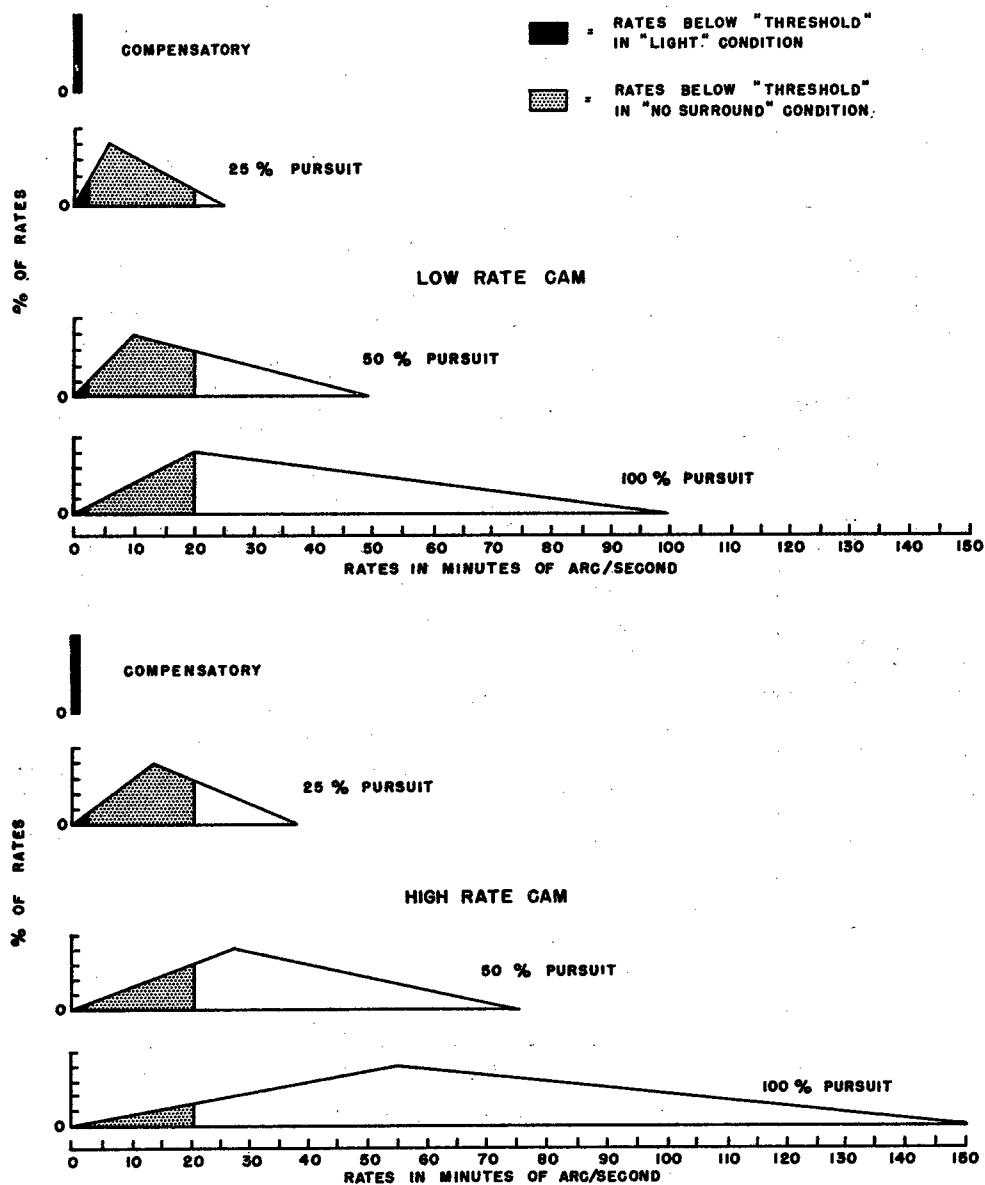 COMPENSATORY
0
= RATES BELOW "THRESHOLD"
IN "LIGHT" CONDITION
= RATES BELOW "THRESHOLD"
IN "NO SURROUND" CONDITION
25 % PURSUIT
0
% OF RATES
LOW RATE CAM
50 % PURSUIT
0
100 % PURSUIT
0
0 10 20 30 40 50 60 70 80 90 100 110 120 130 140 150
RATES IN MINUTES OF ARC/SECOND
COMPENSATORY
0
25 % PURSUIT
0
% OF RATES
HIGH RATE CAM
50 % PURSUIT
0
100 % PURSUIT
0
0 10 20 30 40 50 60 70 80 90 100 110 120 130 140 150
RATES IN MINUTES OF ARC/SECOND